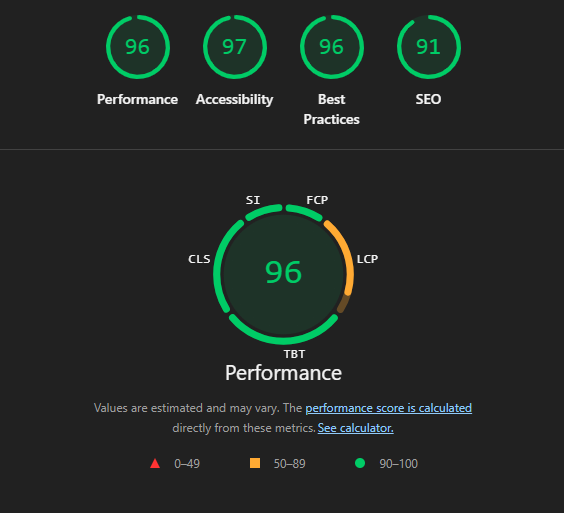 96 97 96 91
Performance Accessibility Best Practices SEO
SI FCP
CLS LCP
96
TBT
Performance
Values are estimated and may vary. The performance score is calculated
directly from these metrics. See calculator.
0–49 50–89 90–100